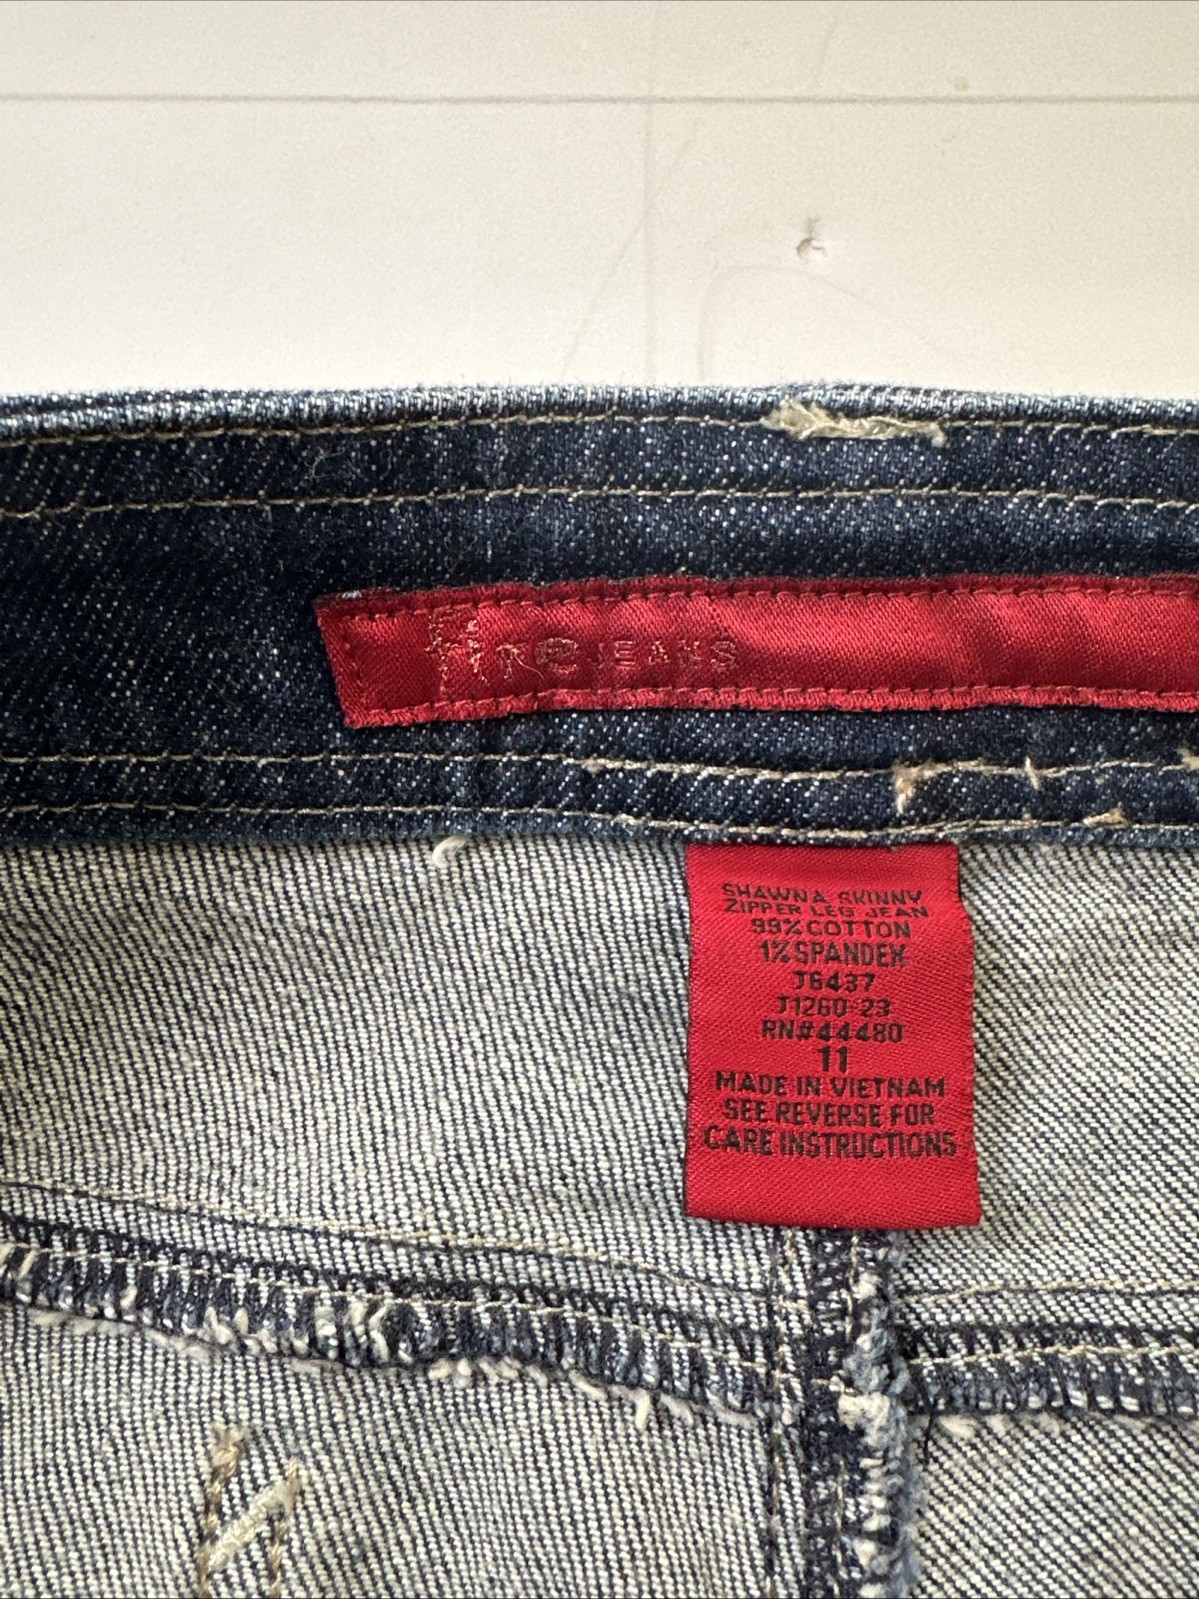 JEANS
SHAWNA SKINNY
ZIPPER LEG JEAN
99% COTTON
1% SPANDEX
J6437
J1260-23
RN#44480
11
MADE IN VIETNAM
SEE REVERSE FOR
CARE INSTRUCTIONS